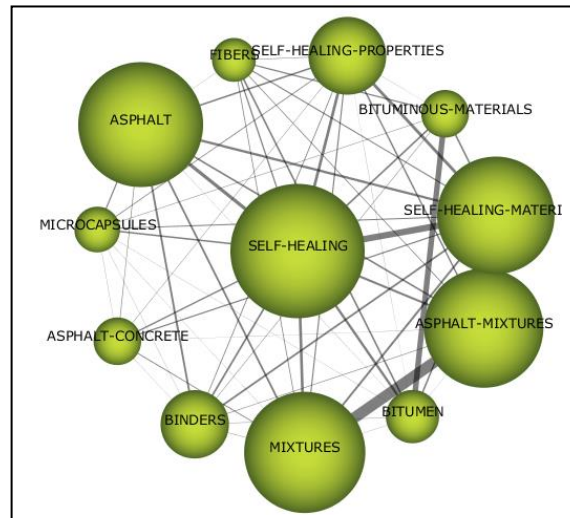 FIBERS
SELF-HEALING-PROPERTIES
BITUMINOUS-MATERIALS
ASPHALT
MICROCAPSULES
SELF-HEALING-MATERI
SELF-HEALING
ASPHALT-MIXTURES
ASPHALT-CONCRETE
BINDERS
BITUMEN
MIXTURES